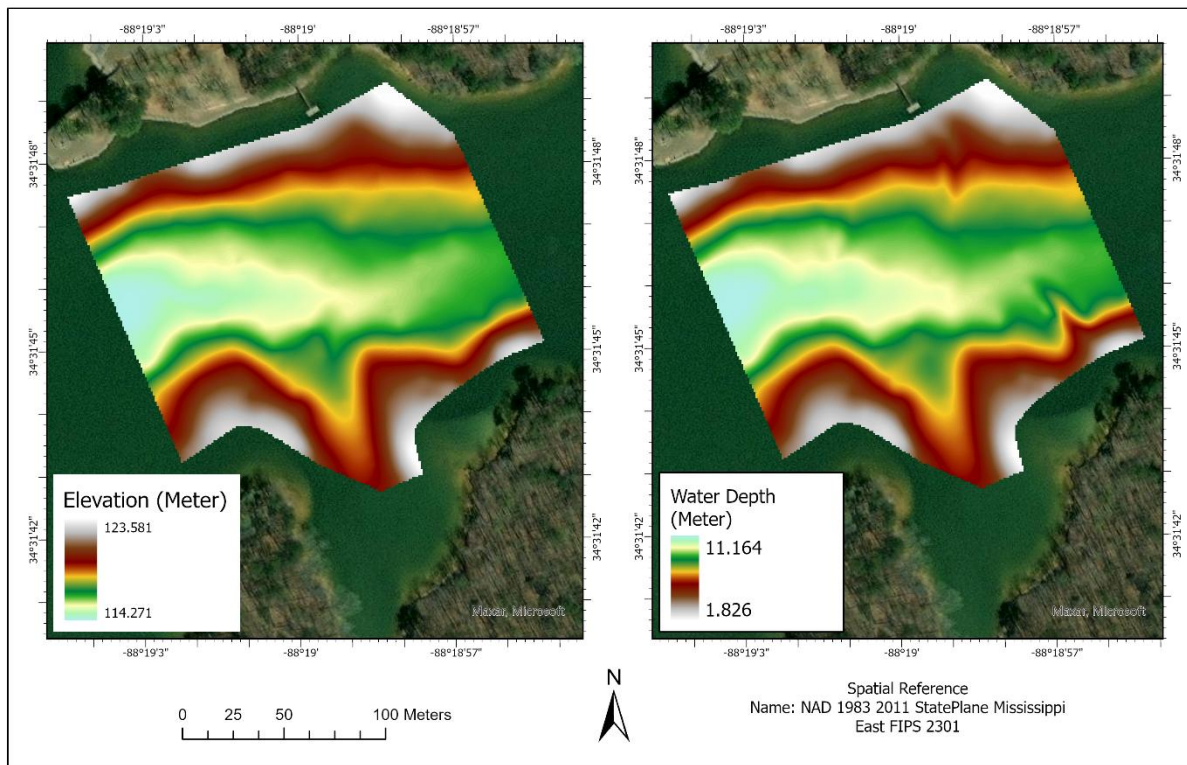 -88°19'3" -88°19' -88°18'57" -88°19'3" -88°19' -88°18'57"
34°31'48" 34°31'48" 34°31'48" 34°31'48"
34°31'45" 34°31'45" 34°31'45" 34°31'45"
34°31'42" 34°31'42" 34°31'42" 34°31'42"
Elevation (Meter)
123.581
114.271
Maxar, Microsoft
Water Depth
(Meter)
11.164
1.826
Maxar, Microsoft
-88°19'3" -88°19' -88°18'57" -88°19'3" -88°19' -88°18'57"
0 25 50 100 Meters
N
Spatial Reference
Name: NAD 1983 2011 StatePlane Mississippi
East FIPS 2301